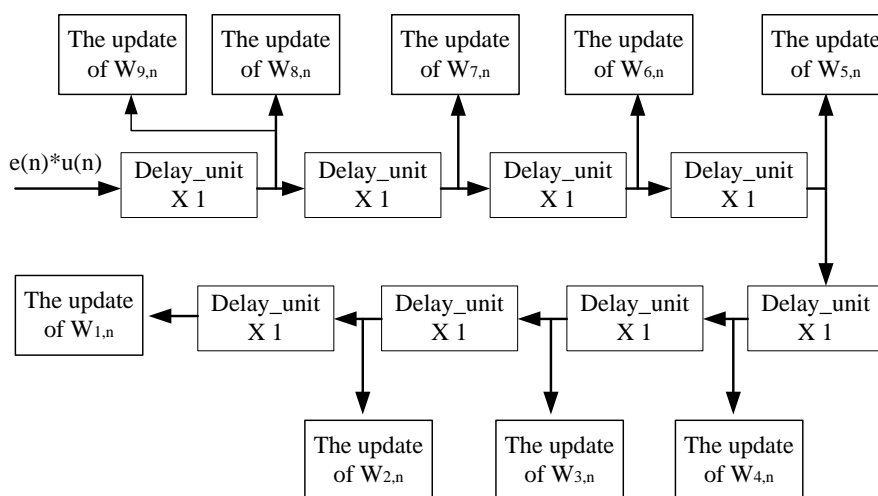 The update
of W9,n
The update
of W8,n
The update
of W7,n
The update
of W6,n
The update
of W5,n
e(n)*u(n)
Delay_unit
X 1
Delay_unit
X 1
Delay_unit
X 1
Delay_unit
X 1
The update
of W1,n
Delay_unit
X 1
Delay_unit
X 1
Delay_unit
X 1
Delay_unit
X 1
The update
of W2,n
The update
of W3,n
The update
of W4,n